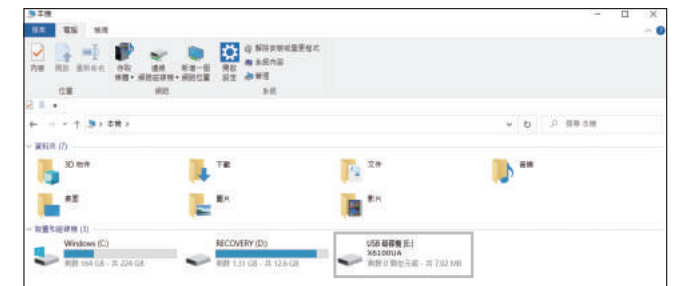 本機
檔案 電腦 檢視
內容 開啟 重新命名 存取媒體 連線網路磁碟機 新增一個網路位置 開啟設定 解除安裝或變更程式 系統內容 管理
位置 網路 系統
本機 搜尋 本機
資料夾 (7)
3D 物件 下載 文件 音樂
桌面 圖片 影片
裝置和磁碟機 (3)
Windows (C:) RECOVERY (D:) USB 磁碟機 (E:)
X6100UA
剩餘 164 GB，共 224 GB 剩餘 1.31 GB，共 12.6 GB 剩餘 0 個位元組，共 7.02 MB